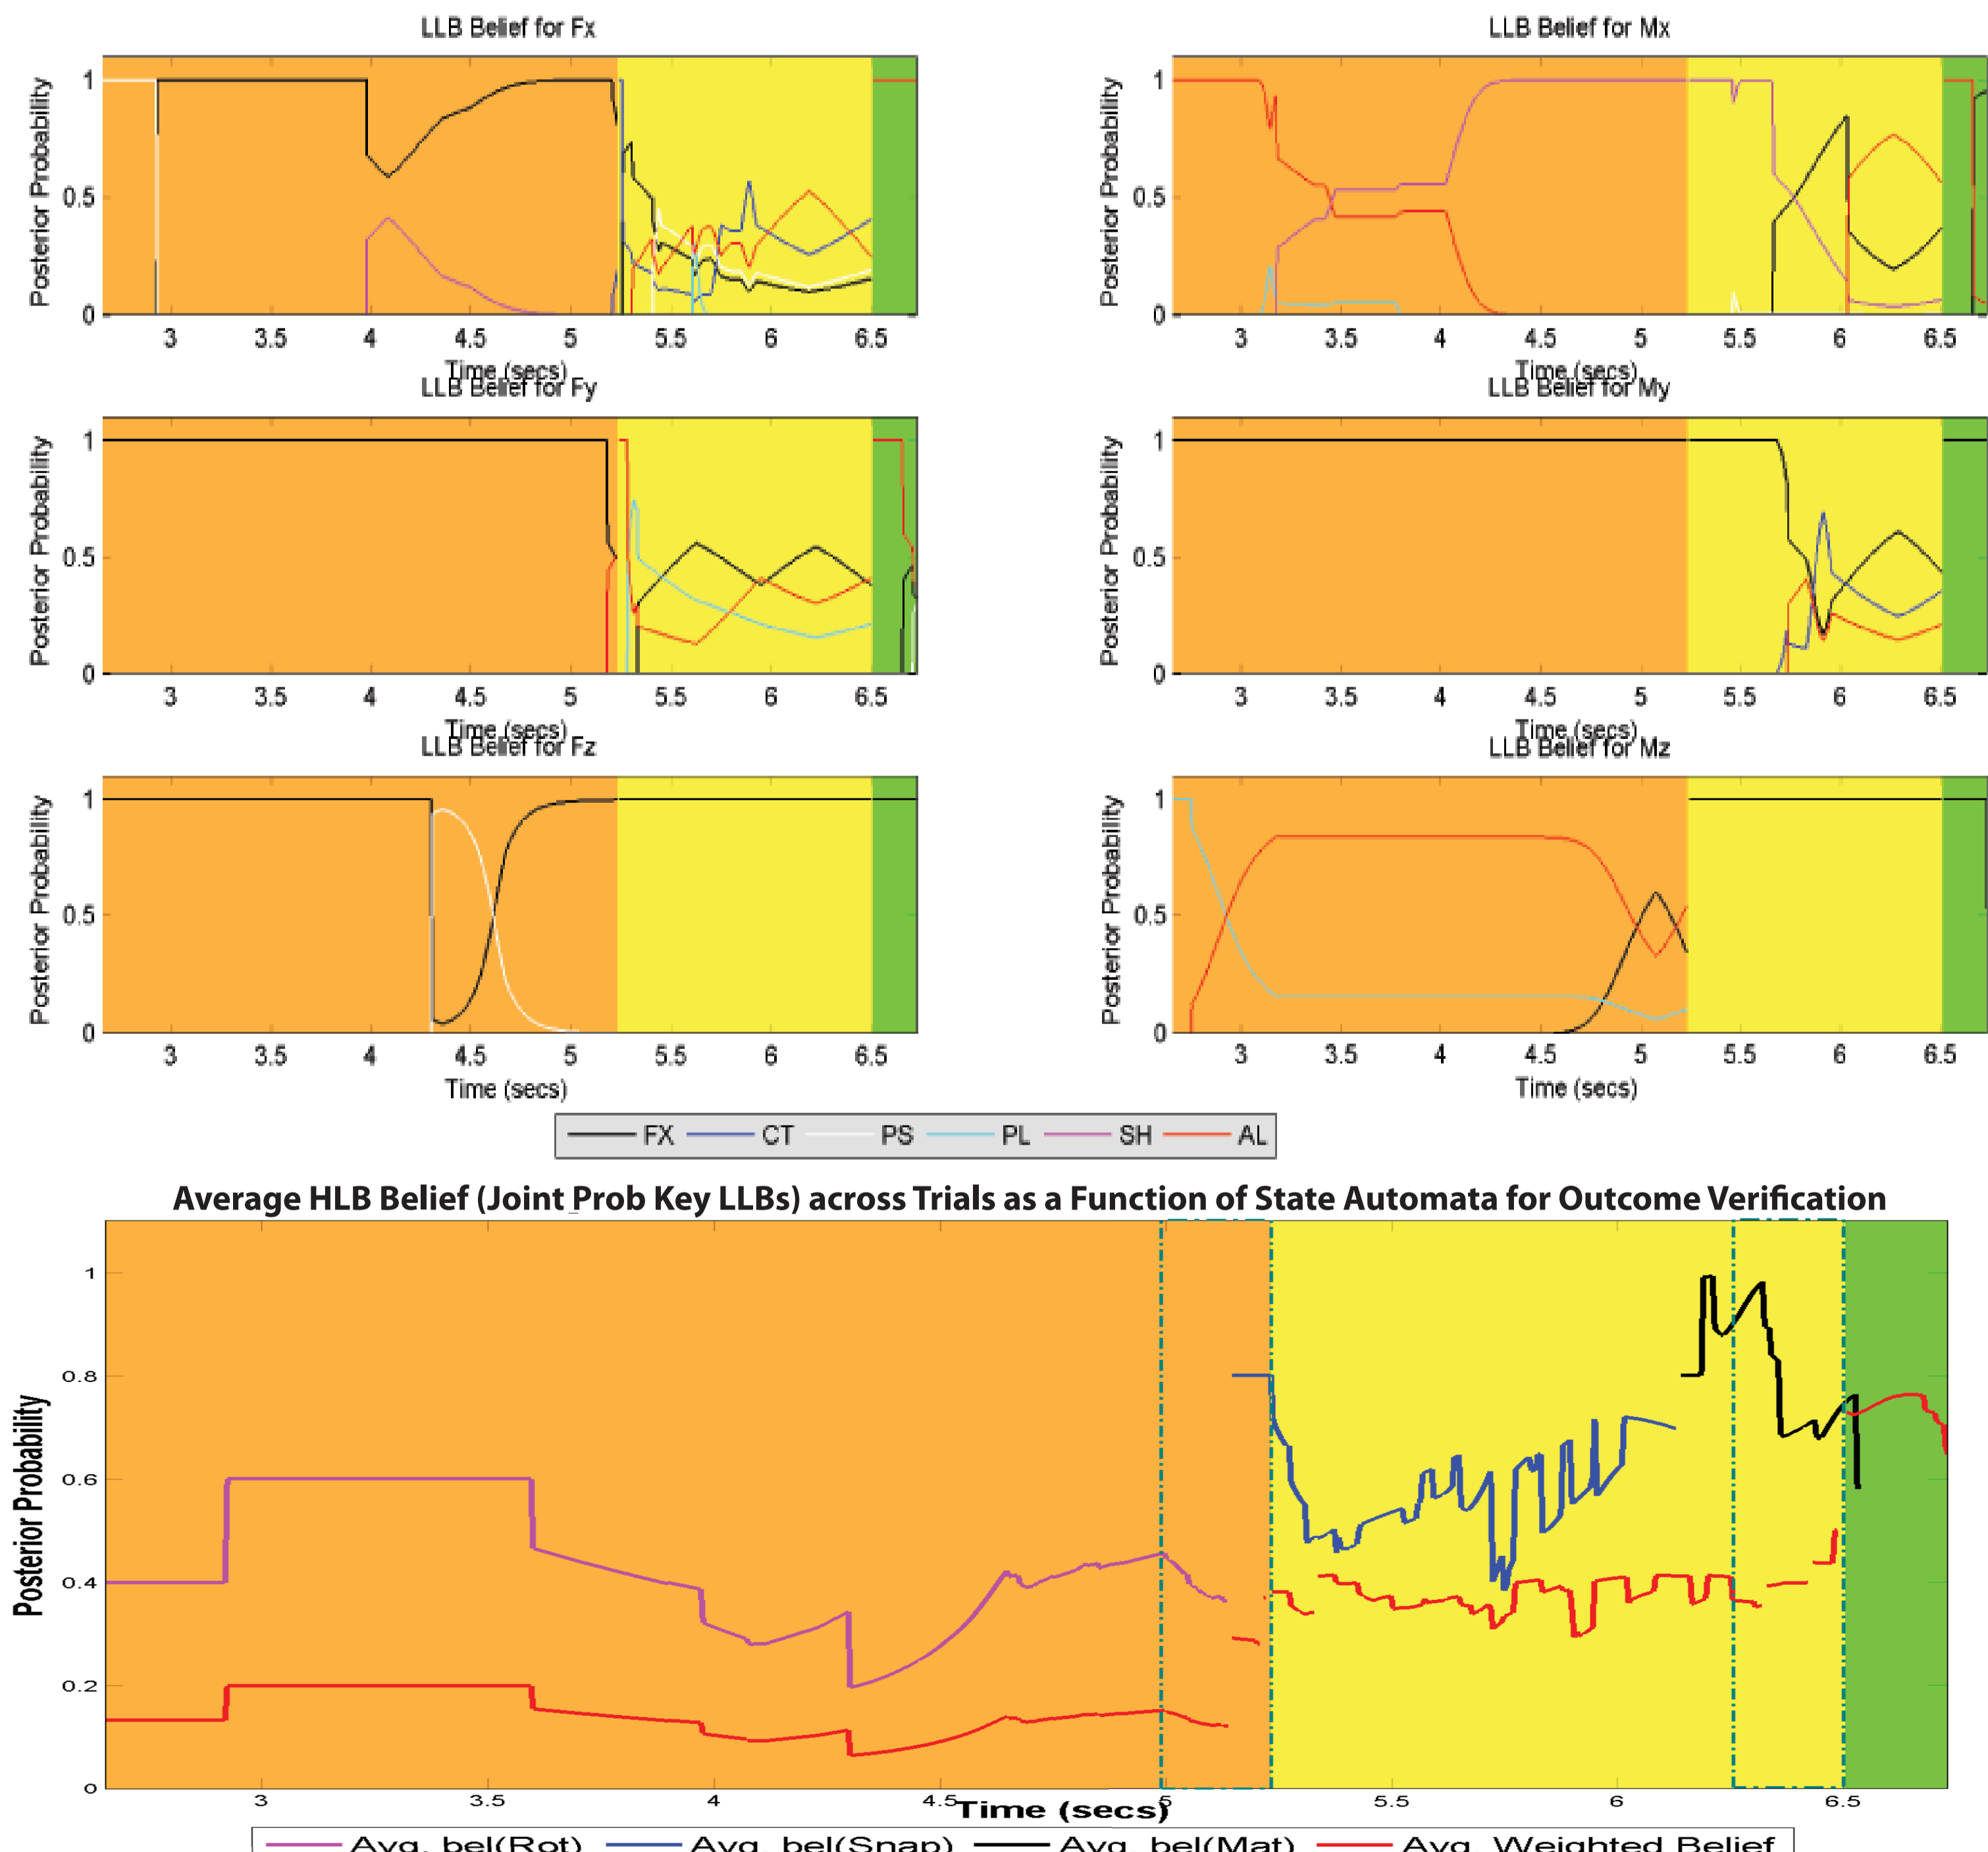 LLB Belief for Fx
LLB Belief for Mx
Posterior Probability
1
0.5
0
3 3.5 4 4.5 5 5.5 6 6.5
Time (secs)
Posterior Probability
1
0.5
0
3 3.5 4 4.5 5 5.5 6 6.5
Time (secs)
LLB Belief for Fy
LLB Belief for My
Posterior Probability
1
0.5
0
3 3.5 4 4.5 5 5.5 6 6.5
Time (secs)
Posterior Probability
1
0.5
0
3 3.5 4 4.5 5 5.5 6 6.5
Time (secs)
LLB Belief for Fz
LLB Belief for Mz
Posterior Probability
1
0.5
0
3 3.5 4 4.5 5 5.5 6 6.5
Time (secs)
Posterior Probability
1
0.5
0
3 3.5 4 4.5 5 5.5 6 6.5
Time (secs)
FX CT PS PL SH AL
Average HLB Belief (Joint Prob Key LLBs) across Trials as a Function of State Automata for Outcome Verification
Posterior Probability
1
0.8
0.6
0.4
0.2
0
3 3.5 4 4.5 5 5.5 6 6.5
Time (secs)
Avg. bel(Rot) Avg. bel(Snap) Avg. bel(Mat) Avg. Weighted Belief